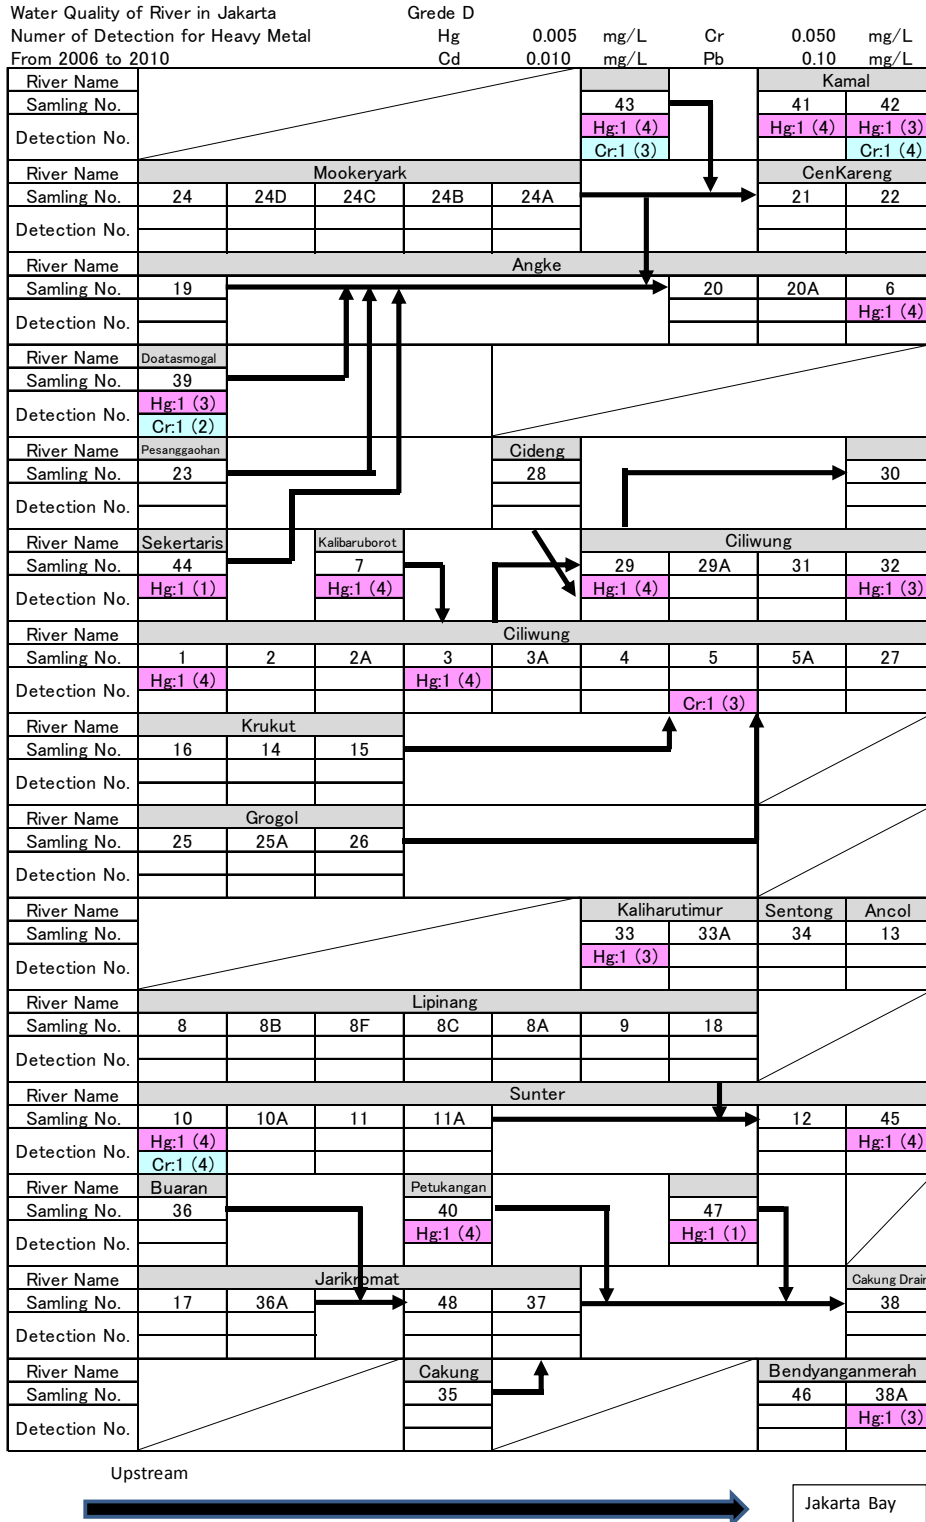 Water Quality of River in Jakarta Grede D
Numer of Detection for Heavy Metal Hg 0.005 mg/L Cr 0.050 mg/L
From 2006 to 2010 Cd 0.010 mg/L Pb 0.10 mg/L
River Name Kamal
Samling No. 43 41 42
Detection No. Hg:1 (4) Hg:1 (4) Hg:1 (3)
Cr:1 (3) Cr:1 (4)
River Name Mookeryark CenKareng
Samling No. 24 24D 24C 24B 24A 21 22
Detection No.
River Name Angke
Samling No. 19 20 20A 6
Detection No. Hg:1 (4)
River Name Doatasmogal
Samling No. 39
Detection No. Hg:1 (3)
Cr:1 (2)
River Name Pesanggaohan Cideng
Samling No. 23 28 30
Detection No.
River Name Sekertaris Kalibaruborot Ciliwung
Samling No. 44 7 29 29A 31 32
Detection No. Hg:1 (1) Hg:1 (4) Hg:1 (4) Hg:1 (3)
River Name Ciliwung
Samling No. 1 2 2A 3 3A 4 5 5A 27
Detection No. Hg:1 (4) Hg:1 (4)
Cr:1 (3)
River Name Krukut
Samling No. 16 14 15
Detection No.
River Name Grogol
Samling No. 25 25A 26
Detection No.
River Name Kaliharutimur Sentong Ancol
Samling No. 33 33A 34 13
Detection No. Hg:1 (3)
River Name Lipinang
Samling No. 8 8B 8F 8C 8A 9 18
Detection No.
River Name Sunter
Samling No. 10 10A 11 11A 12 45
Detection No. Hg:1 (4) Hg:1 (4)
Cr:1 (4)
River Name Buaran Petukangan
Samling No. 36 40 47
Detection No. Hg:1 (4) Hg:1 (1)
River Name Jarikromat Cakung Drain
Samling No. 17 36A 48 37 38
Detection No.
River Name Cakung Bendyanganmerah
Samling No. 35 46 38A
Detection No. Hg:1 (3)
Upstream
Jakarta Bay